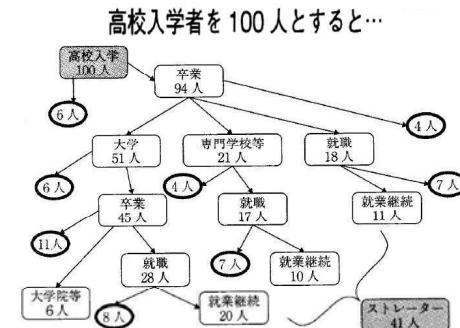 高校入学者を100人とすると…
高校入学
100人
卒業
94人
6人
4人
大学
51人
専門学校等
21人
就職
18人
6人
4人
7人
卒業
45人
就職
17人
就業継続
11人
11人
7人
就職
28人
就業継続
10人
大学院等
6人
8人
就業継続
20人
ストレーター
41人